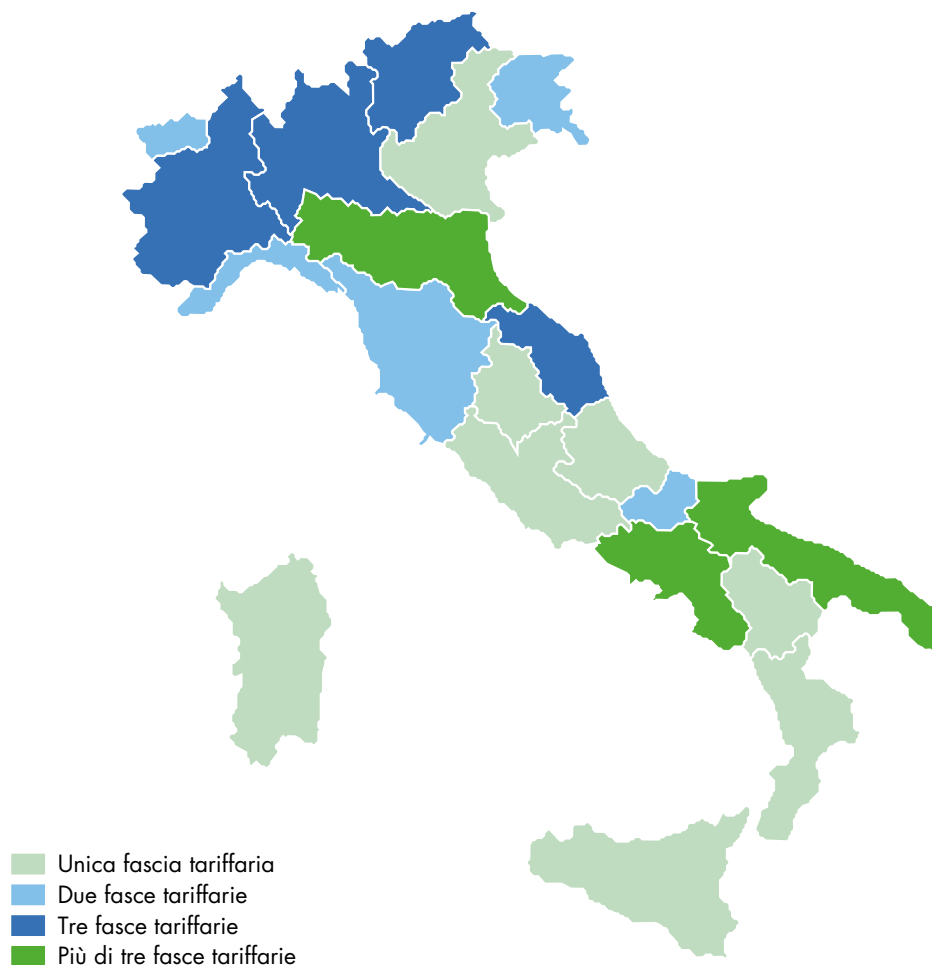 Unica fascia tariffaria
Due fasce tariffarie
Tre fasce tariffarie
Più di tre fasce tariffarie